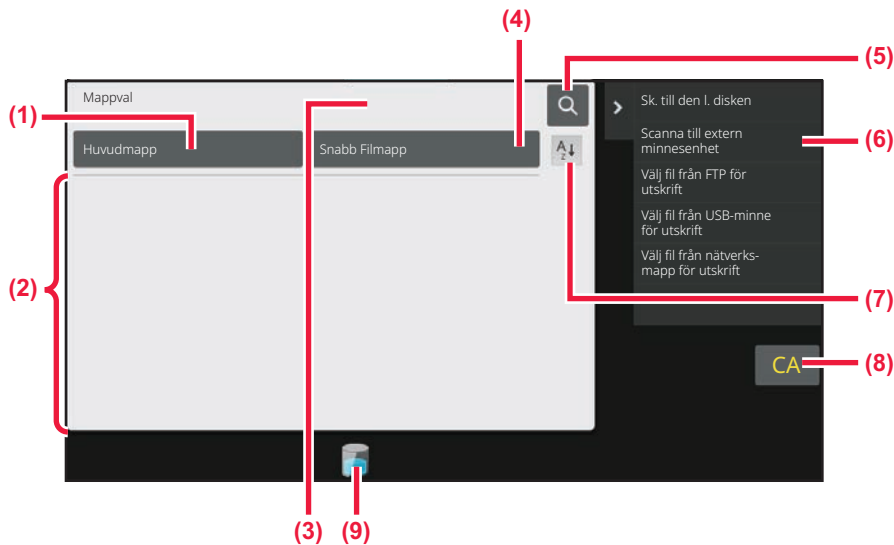 (4)
(5)
Mappval
(1)
Sk. till den l. disken
(6)
Huvudmapp
Snabb Filmapp
A
Z
Scanna till extern
minnesenhet
Välj fil från FTP för
utskrift
Välj fil från USB-minne
för utskrift
Välj fil från nätverks-
mapp för utskrift
(2)
(7)
CA
(8)
(3)
(9)